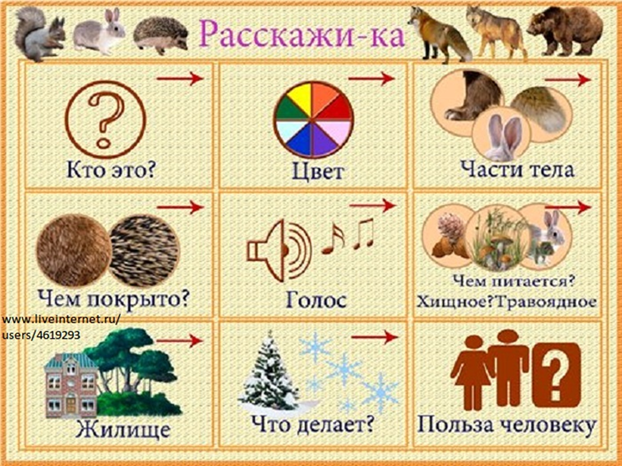 Расскажи-ка
Кто это?
Цвет
Части тела
Чем покрыто?
Голос
Чем питается?
Хищное?Травоядное
www.liveinternet.ru/
users/4619293
Жилище
Что делает?
Польза человеку